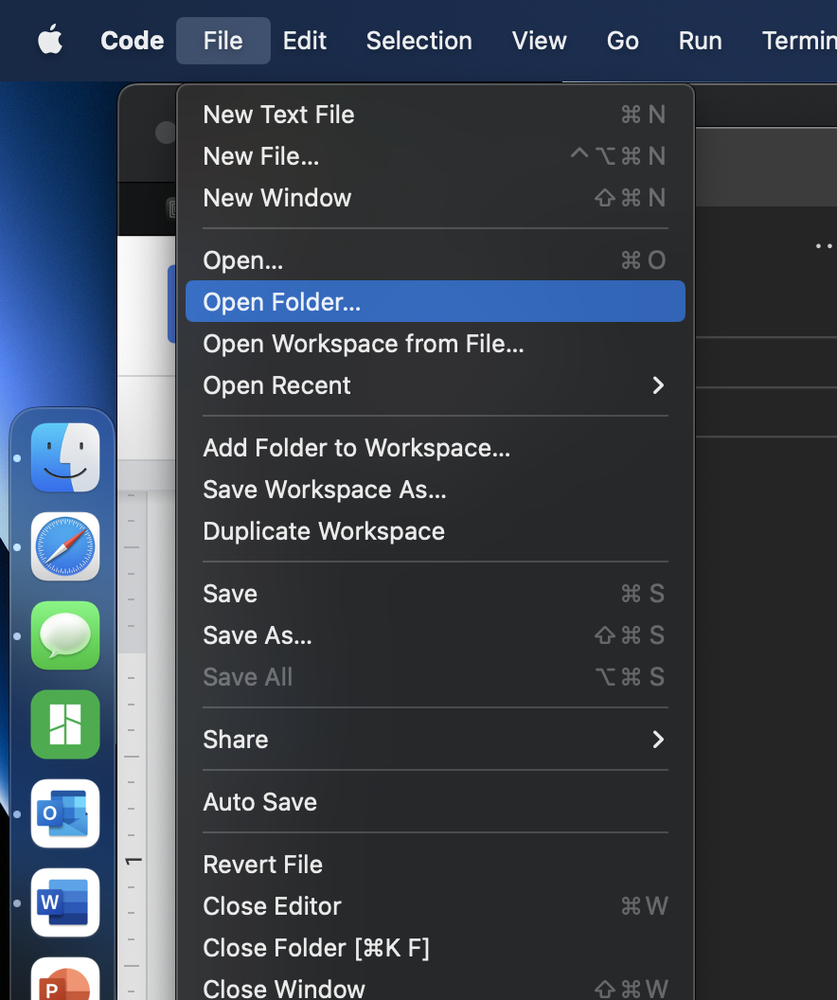 Code File Edit Selection View Go Run Termin
New Text File ⌘ N
New File... ^ ⌥ ⌘ N
New Window ⇧ ⌘ N
Open... ⌘ O
Open Folder...
Open Workspace from File...
Open Recent
Add Folder to Workspace...
Save Workspace As...
Duplicate Workspace
Save ⌘ S
Save As... ⇧ ⌘ S
Save All ⌥ ⌘ S
Share
Auto Save
Revert File
Close Editor ⌘ W
Close Folder [⌘K F]
Close Window ⇧ ⌘ W
O
W
P
1